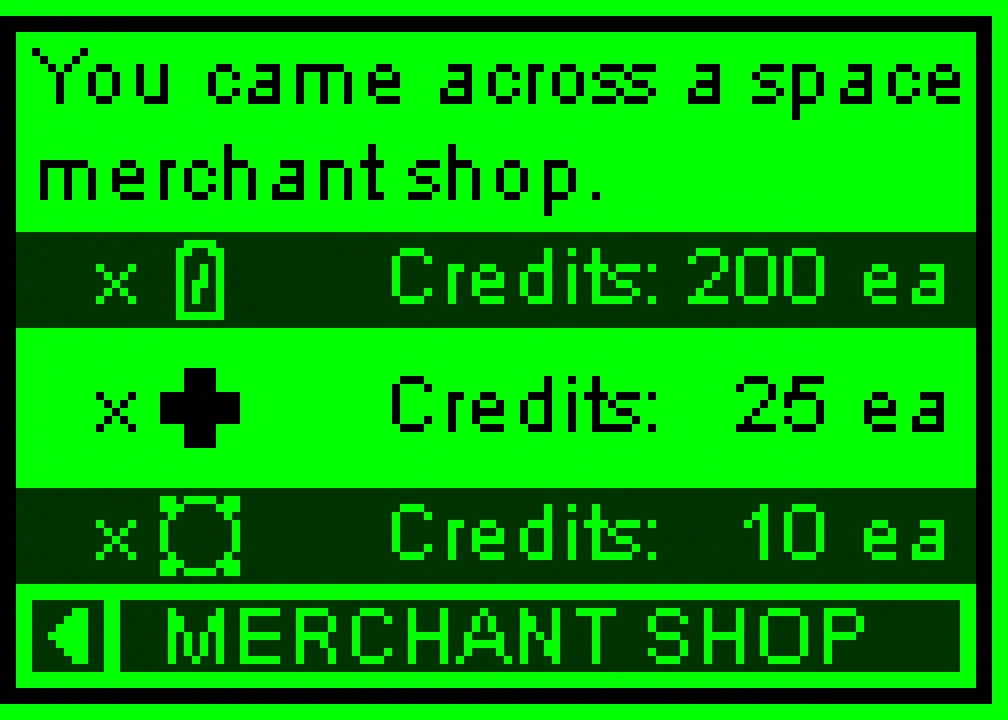 You came across a space
merchant shop.
x Credits: 200 ea
x Credits: 25 ea
x Credits: 10 ea
MERCHANT SHOP